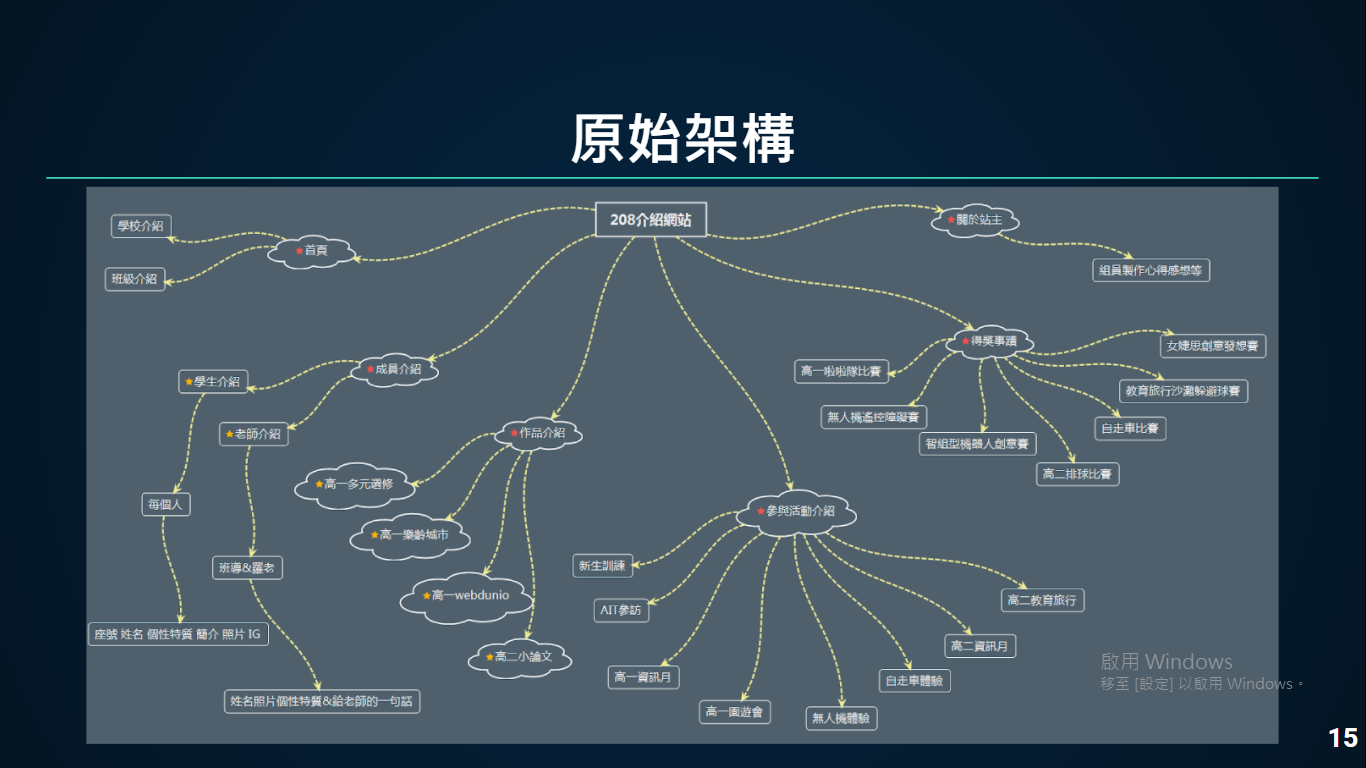 原始架構
208介紹網站
首頁
學校介紹
班級介紹
成員介紹
學生介紹
老師介紹
每個人
座號 姓名 個性特質 簡介 照片 IG
班導&羅老
姓名照片個性特質&給老師的一句話
作品介紹
高一多元選修
高一樂齡城市
高一webdunio
高二小論文
參與活動介紹
新生訓練
AIT參訪
高一資訊月
高一園遊會
無人機體驗
自走車體驗
高二資訊月
高二教育旅行
得獎事蹟
高一啦啦隊比賽
無人機遙控障礙賽
智組型機器人創意賽
高二排球比賽
自走車比賽
教育旅行沙灘躲避球賽
女婕思創意發想賽
關於站主
組員製作心得感想等
啟用 Windows
移至 [設定] 以啟用 Windows。
15